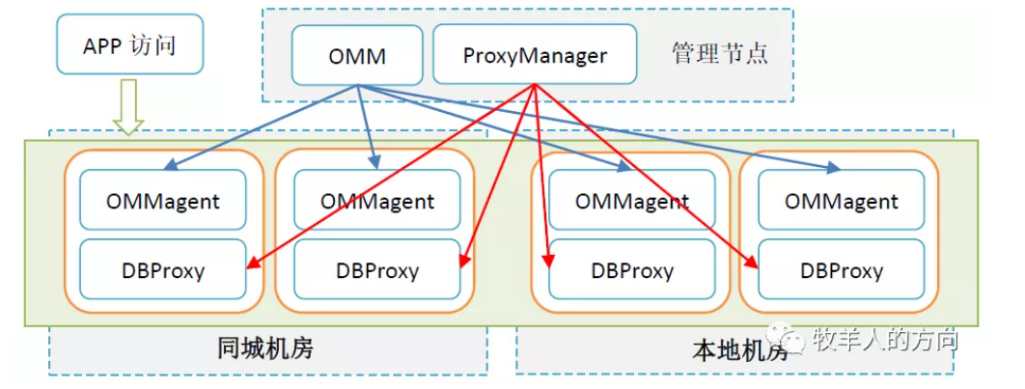 APP 访问
OMM
ProxyManager
管理节点
OMMagent
OMMagent
OMMagent
OMMagent
DBProxy
DBProxy
DBProxy
DBProxy
同城机房
本地机房
牧羊人的方向